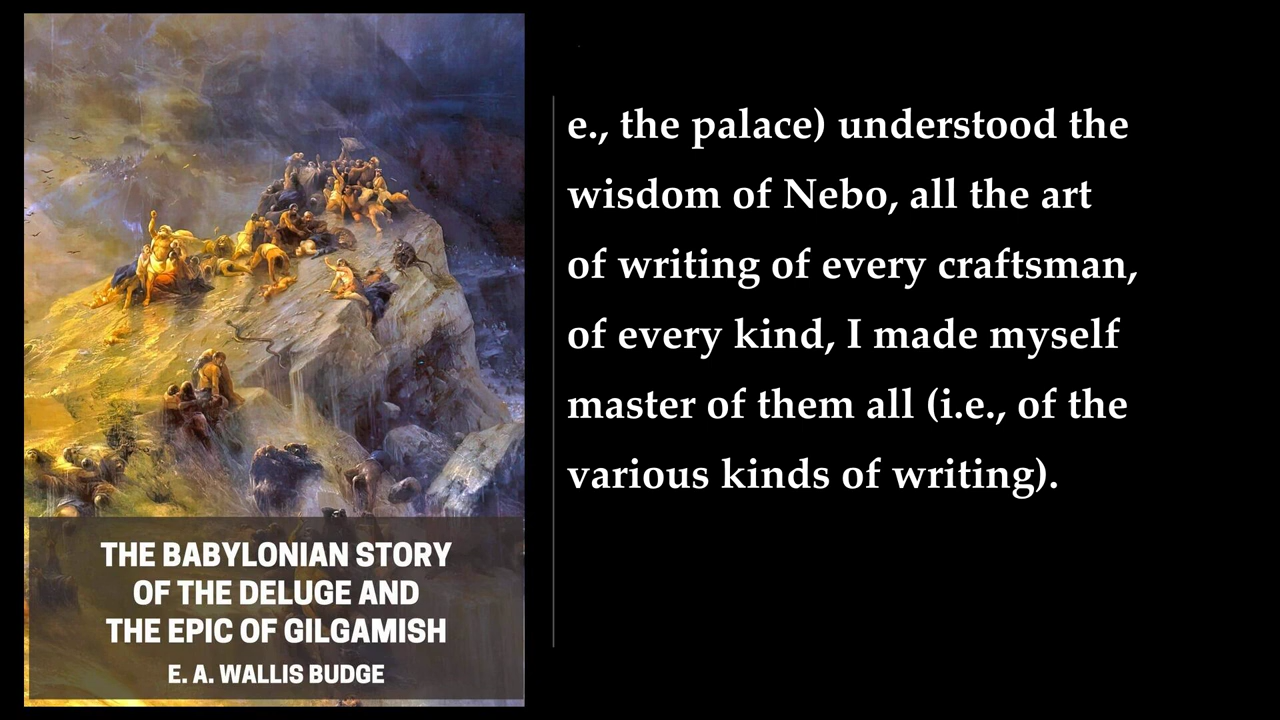 e., the palace) understood the
wisdom of Nebo, all the art
of writing of every craftsman,
of every kind, I made myself
master of them all (i.e., of the
various kinds of writing).
THE BABYLONIAN STORY
OF THE DELUGE AND
THE EPIC OF GILGAMISH
E. A. WALLIS BUDGE